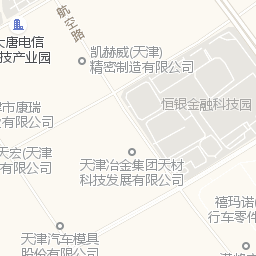 航空路
大唐电信
技产业园
凯赫威(天津)
精密制造有限公司
恒银金融科技园
津市康瑞
有限公司
天宏(天津
有限公司
天津冶金集团天材
科技发展有限公司
禧玛诺(
行车零件
天津汽车模具
股份有限公司